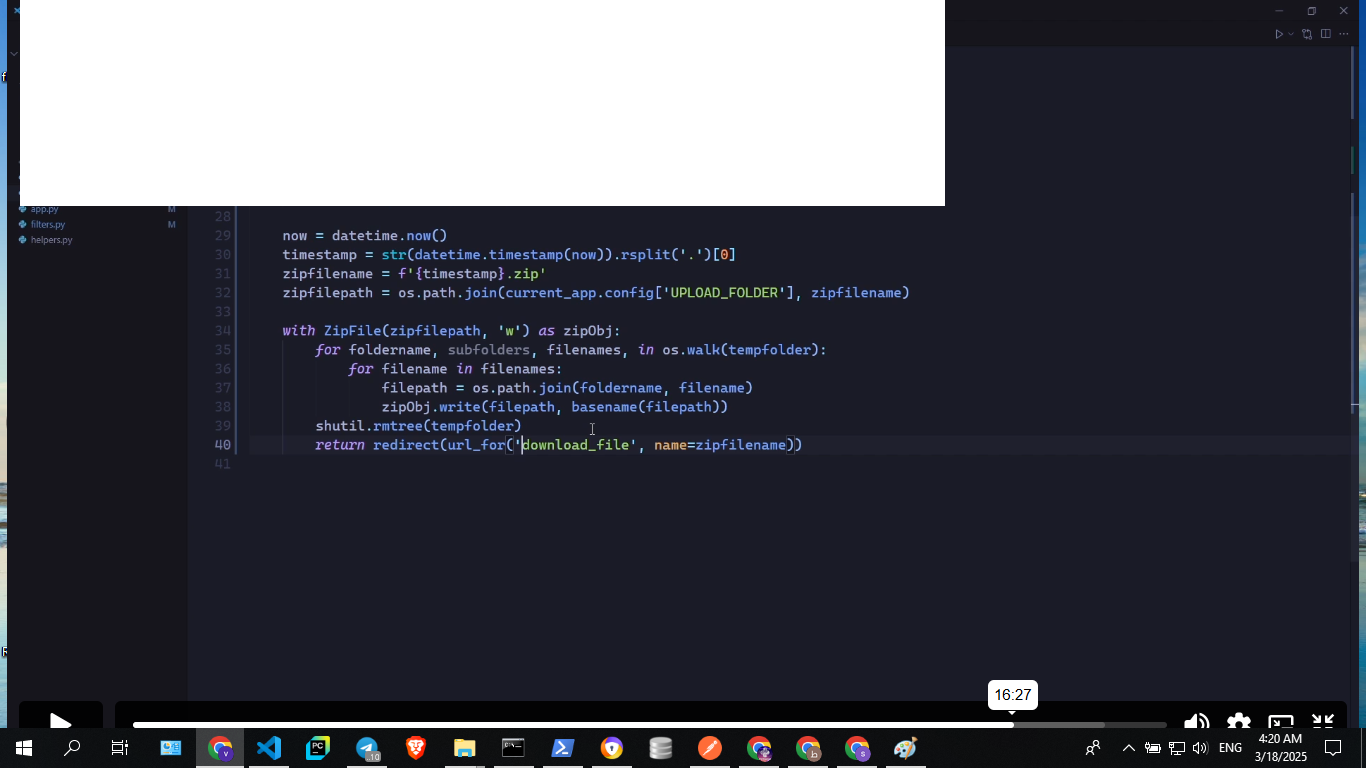 app.py M
filters.py M
helpers.py
28
29 now = datetime.now()
30 timestamp = str(datetime.timestamp(now)).rsplit('.')[0]
31 zipfilename = f'{timestamp}.zip'
32 zipfilepath = os.path.join(current_app.config['UPLOAD_FOLDER'], zipfilename)
33
34 with ZipFile(zipfilepath, 'w') as zipObj:
35 for foldername, subfolders, filenames, in os.walk(tempfolder):
36 for filename in filenames:
37 filepath = os.path.join(foldername, filename)
38 zipObj.write(filepath, basename(filepath))
39 shutil.rmtree(tempfolder)
40 return redirect(url_for('download_file', name=zipfilename))
41
16:27
PC
10
v
b
s
ENG
4:20 AM
3/18/2025